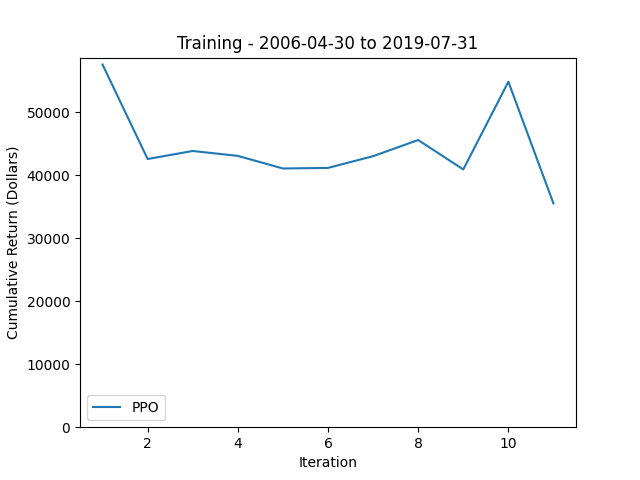 Training - 2006-04-30 to 2019-07-31
Cumulative Return (Dollars)
50000
40000
30000
20000
10000
0
PPO
2 4 6 8 10
Iteration